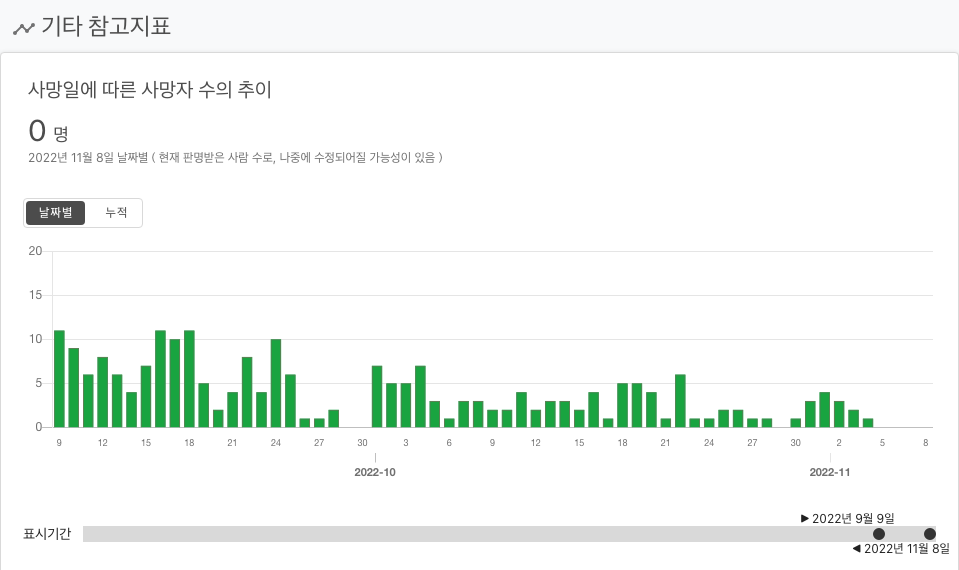 기타 참고지표
사망일에 따른 사망자 수의 추이
0 명
2022년 11월 8일 날짜별 ( 현재 판명받은 사람 수로, 나중에 수정되어질 가능성이 있음 )
날짜별 누적
20
15
10
5
0
9 12 15 18 21 24 27 30 3 6 9 12 15 18 21 24 27 30 2 5 8
2022-10 2022-11
▶ 2022년 9월 9일
표시기간
◀ 2022년 11월 8일